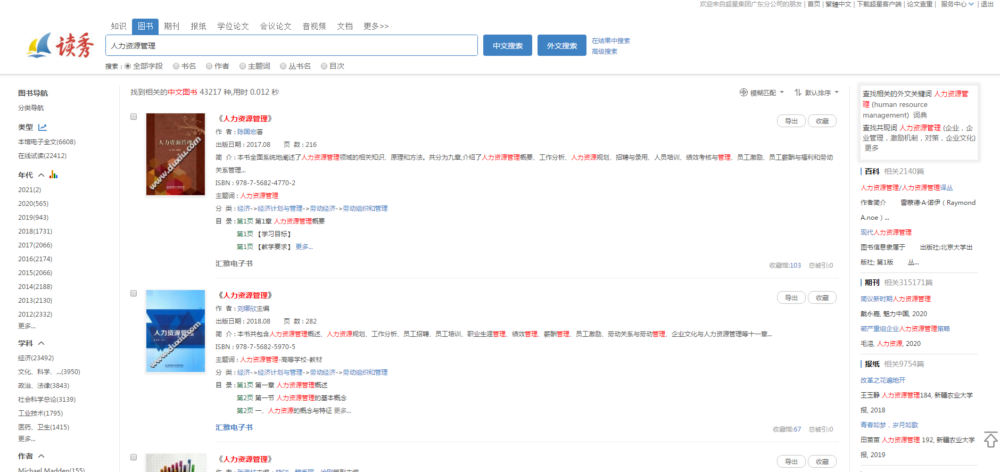 欢迎来自超星集团广东分公司的朋友 | 首页 | 繁體中文 | 下载超星客户端 | 论文查重 | 服务中心 | 退出
知识 图书 期刊 报纸 学位论文 会议论文 音视频 文档 更多>>
读秀
人力资源管理 中文搜索 外文搜索
在结果中搜索
高级搜索
搜索 : 全部字段 书名 作者 主题词 丛书名 目次
图书导航
分类导航
类型
本馆电子全文(6608)
在线试读(22412)
年代
2021(2)
2020(565)
2019(943)
2018(1731)
2017(2066)
2016(2174)
2015(2066)
2014(2188)
2013(2130)
2012(2332)
更多...
学科
经济(23492)
文化、科学、...(3950)
政治、法律(3843)
社会科学总论(3139)
工业技术(1795)
医药、卫生(1415)
更多...
作者
Michael Madden(155)
找到相关的中文图书 43217 种,用时 0.012 秒
模糊匹配 默认排序
人力资源管理
www.duxiu.com
《人力资源管理》
导出 收藏
作 者 : 陈国宏著
出版日期 : 2017.08 页 数 : 216
简 介 : 本书全面系统地阐述了人力资源管理领域的相关知识、原理和方法。共分为九章,介绍了人力资源管理概要、工作分析、人力资源规划、招聘与录用、人员培训、绩效考核与管理、员工激励、员工薪酬与福利和劳动
关系管理...
ISBN : 978-7-5682-4770-2
主题词 : 人力资源管理
分 类 : 经济->经济计划与管理->劳动经济->劳动组织和管理
目 录 : 第1页 第1章 人力资源管理概要
第1页 【学习目标】
第1页 【教学要求】 更多...
汇雅电子书
收藏馆:103 总被引:0
人力资源管理
www.duxiu.com
《人力资源管理》
导出 收藏
作 者 : 刘娜欣主编
出版日期 : 2018.08 页 数 : 282
简 介 : 本书共包含人力资源管理概述、人力资源规划、工作分析、员工招聘、员工培训、职业生涯管理、绩效管理、薪酬管理、员工激励、劳动关系与劳动管理、企业文化与人力资源管理等十一章...
ISBN : 978-7-5682-5970-5
主题词 : 人力资源管理-高等学校-教材
分 类 : 经济->经济计划与管理->劳动经济->劳动组织和管理
目 录 : 第1页 第一章 人力资源管理概述
第2页 第一节 人力资源管理的基本概念
第2页 一、人力资源的概念与特征 更多...
汇雅电子书
收藏馆:67 总被引:0
《人力资源管理》
导出 收藏
查找相关的外文关键词 人力资源管
理 (human resource
management) 词典
查找共现词 人力资源管理 (企业，企
业管理，激励机制，对策，企业文化)
更多
百科 相关2140篇
人力资源管理/人力资源管理译丛
作者简介 雷蒙德·A·诺伊 ( Raymond
A.noe ) ...
现代人力资源管理
图书信息隶属于 出版社:北京大学出
版社; 第1版 丛...
期刊 相关315171篇
简议新时期人力资源管理
戴永嘉, 魅力中国, 2020
破产重组企业人力资源管理策略
毛溶, 人力资源, 2020
报纸 相关9754篇
改革之花遍地开
王玉静 人力资源管理184, 新疆农业大学
报, 2018
青春如梦，岁月如歌
田苗苗 人力资源管理 192, 新疆农业大学
报, 2019